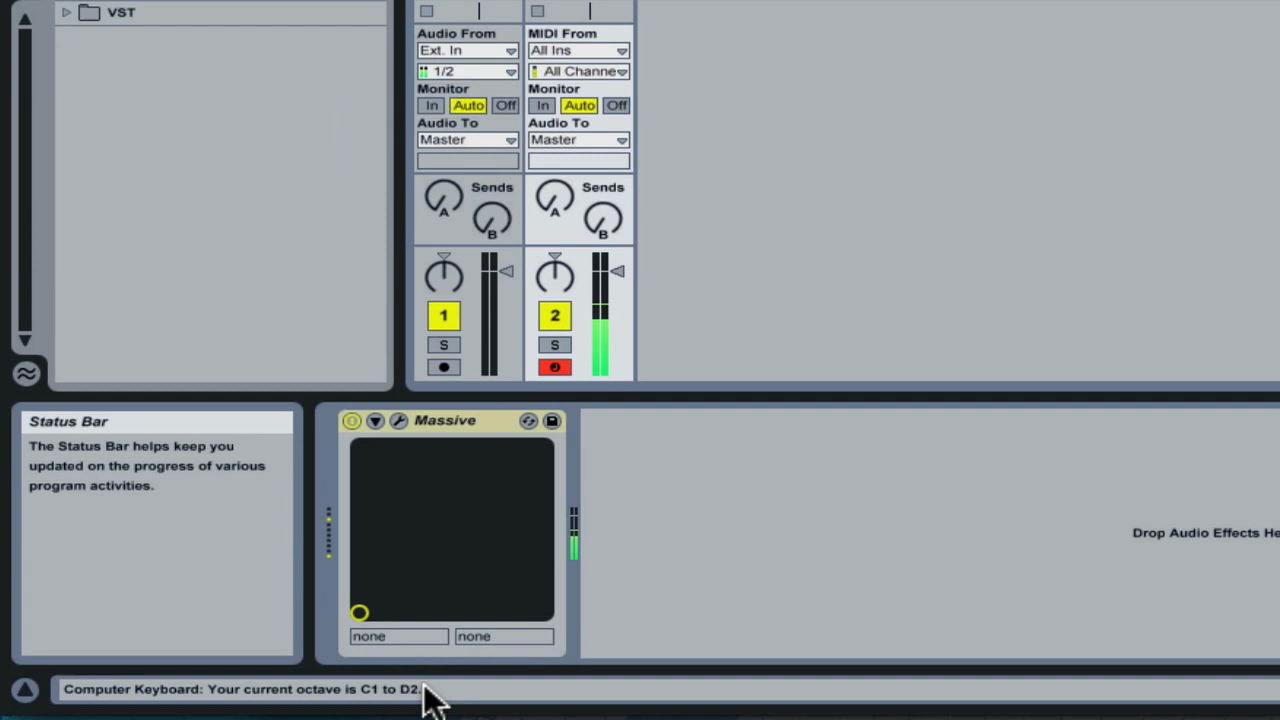 VST
Audio From
Ext. In
1/2
Monitor
In Auto Off
Audio To
Master
Sends
A
B
1
S
MIDI From
All Ins
All Channe
Monitor
In Auto Off
Audio To
Master
Sends
A
B
2
S
Status Bar
The Status Bar helps keep you
updated on the progress of various
program activities.
Massive
none none
Drop Audio Effects He
Computer Keyboard: Your current octave is C1 to D2.